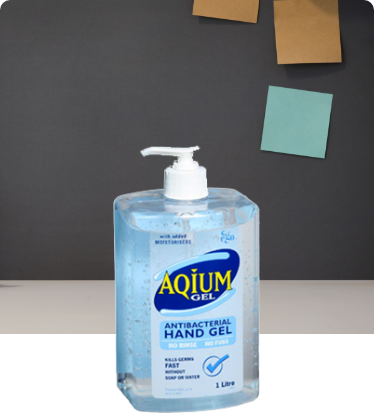 with added
MOISTURISERS
ego
AQIUM
GEL
ANTIBACTERIAL
HAND GEL
NO RINSE NO FUSS
KILLS GERMS
FAST
WITHOUT
SOAP OR WATER
1 Litre